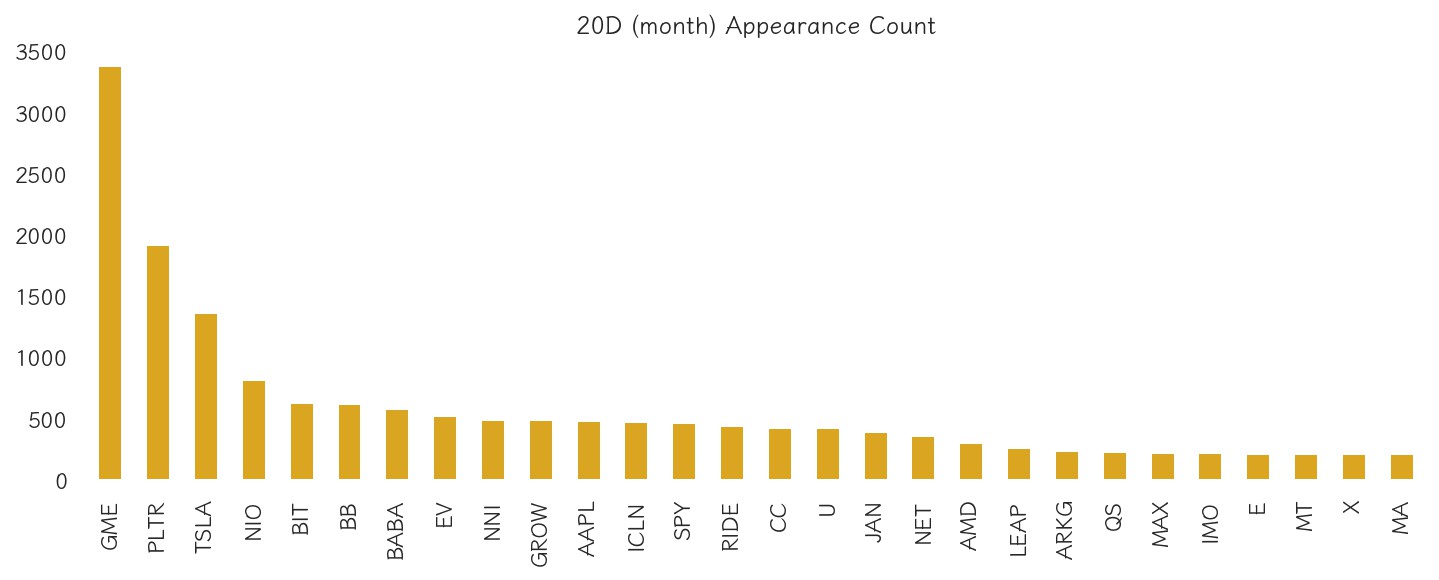 20D (month) Appearance Count
3500
3000
2500
2000
1500
1000
500
0
GME
PLTR
TSLA
NIO
BIT
BB
BABA
EV
NNI
GROW
AAPL
ICLN
SPY
RIDE
CC
U
JAN
NET
AMD
LEAP
ARKG
QS
MAX
IMO
E
MT
X
MA